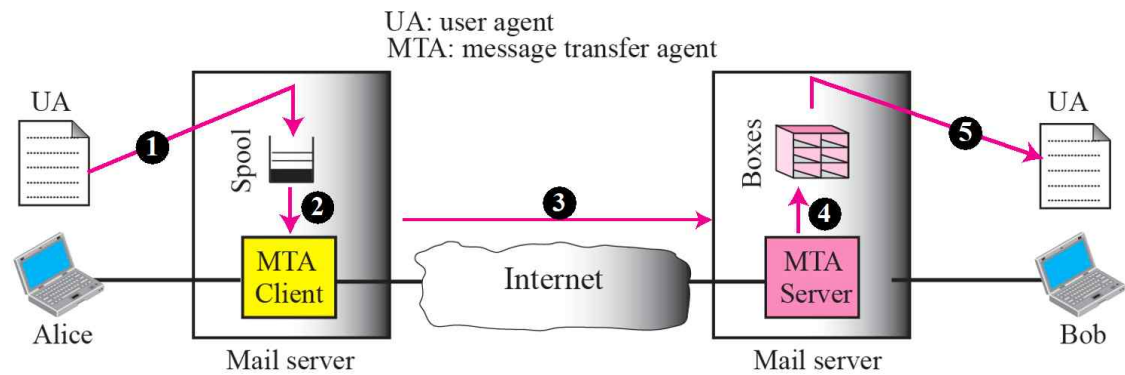 UA: user agent
MTA: message transfer agent
UA
1
Spool
2
3
Boxes
4
5
UA
MTA
Client
Internet
MTA
Server
Alice
Bob
Mail server
Mail server